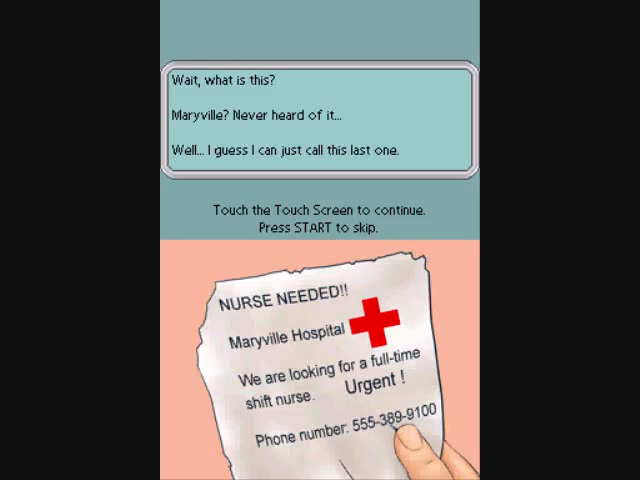 Wait, what is this?
Maryville? Never heard of it...
Well... I guess I can just call this last one.
Touch the Touch Screen to continue.
Press START to skip.
NURSE NEEDED!!
Maryville Hospital
We are looking for a full-time
shift nurse. Urgent !
Phone number: 555-389-9100